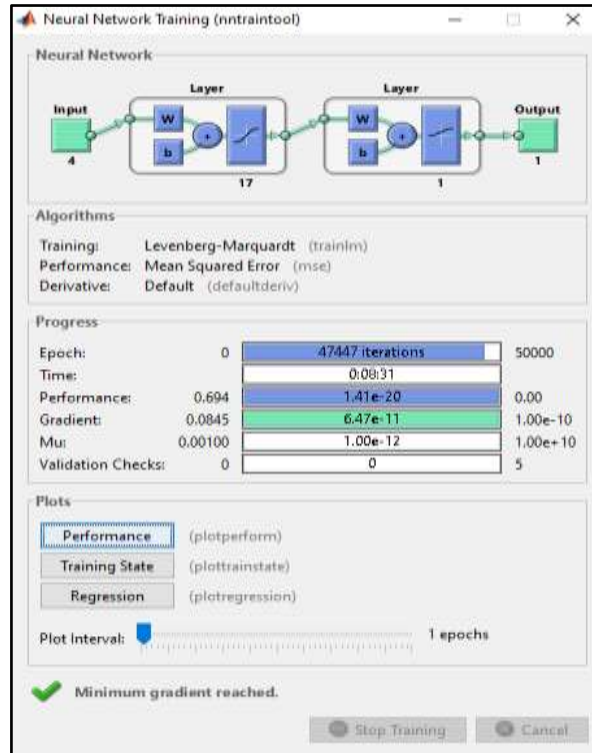 Neural Network Training (nntraintool)
Neural Network
Layer
Layer
Input
Output
W
W
b
b
+
+
4
1
17
1
Algorithms
Training: Levenberg-Marquardt (trainlm)
Performance: Mean Squared Error (mse)
Derivative: Default (defaultderiv)
Progress
Epoch: 0 47447 iterations 50000
Time: 0:08:31
Performance: 0.694 1.41e-20 0.00
Gradient: 0.0845 6.47e-11 1.00e-10
Mu: 0.00100 1.00e-12 1.00e+10
Validation Checks: 0 0 5
Plots
Performance (plotperform)
Training State (plottrainstate)
Regression (plotregression)
Plot Interval: 1 epochs
Minimum gradient reached.
Stop Training Cancel